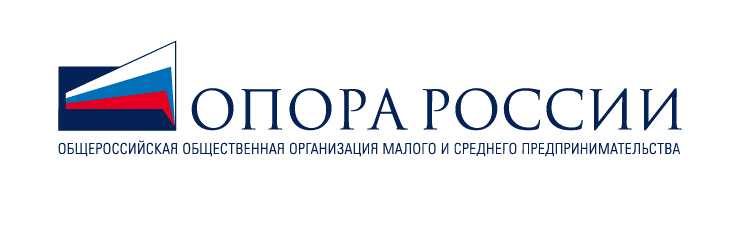 ОПОРА РОССИИ
ОБЩЕРОССИЙСКАЯ ОБЩЕСТВЕННАЯ ОРГАНИЗАЦИЯ МАЛОГО И СРЕДНЕГО ПРЕДПРИНИМАТЕЛЬСТВА